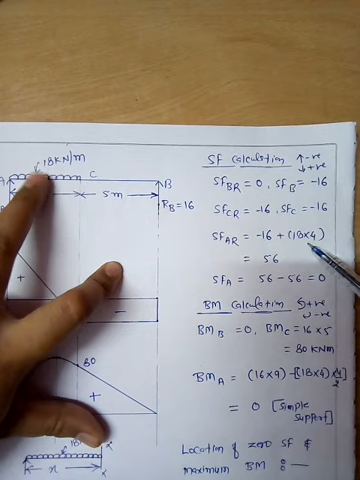 18KN/m
A
C
B
5m
RB=16
+
−
80
+
x
x
x
SF calculation ↑-ve ↓+ve
SFBR = 0, SFB = -16
SFCR = -16, SFC = -16
SFAR = -16 + (18×4)
= 56
SFA = 56 - 56 = 0
BM Calculation +ve -ve
BMB = 0, BMC = 16 × 5
= 80 KNm
BMA = (16×9) - [(18×4)×4/2]
= 0 [simple
support]
Location of zero SF &
maximum BM :—